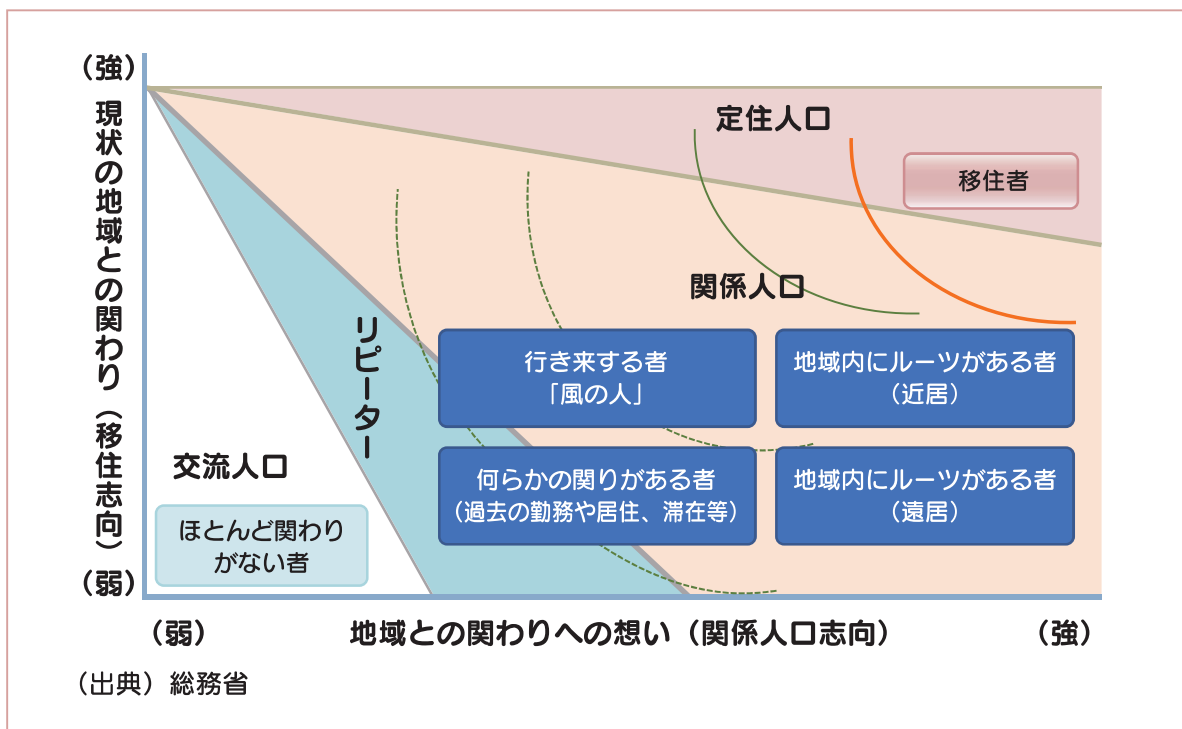 （強）
現状の地域との関わり（移住志向）
（弱）
定住人口
移住者
関係人口
リピーター
行き来する者
「風の人」
地域内にルーツがある者
（近居）
何らかの関りがある者
（過去の勤務や居住、滞在等）
地域内にルーツがある者
（遠居）
交流人口
ほとんど関わり
がない者
（弱）
地域との関わりへの想い（関係人口志向）
（強）
（出典）総務省